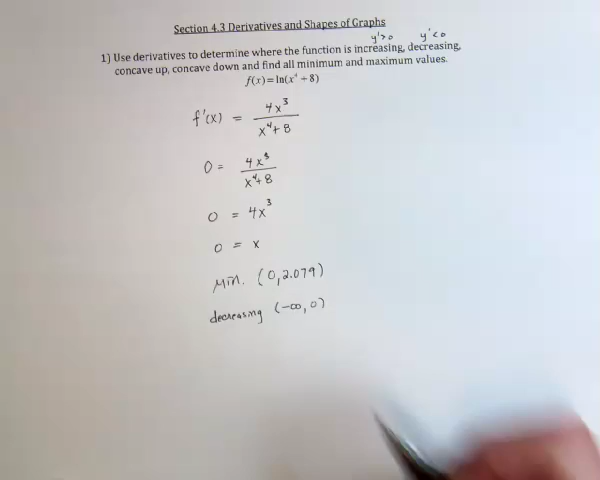 Section 4.3 Derivatives and Shapes of Graphs
y'>0 y'<0
1) Use derivatives to determine where the function is increasing, decreasing,
concave up, concave down and find all minimum and maximum values.
f(x)=ln(x⁴+8)
f'(x) = 4x³/(x⁴+8)
0 = 4x³/(x⁴+8)
0 = 4x³
0 = x
Min. (0, 2.079)
decreasing (-∞, 0)